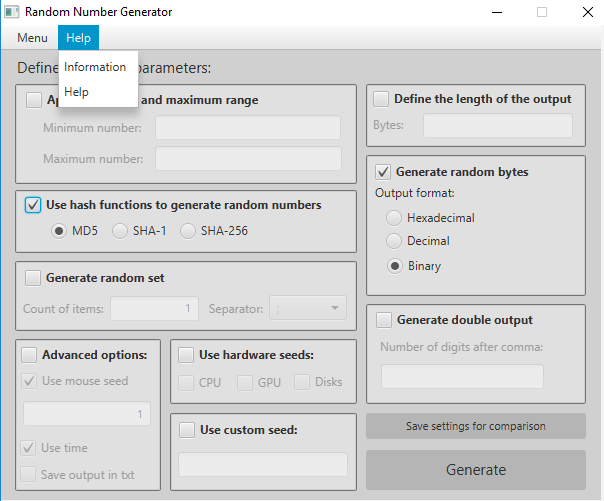 Random Number Generator
Menu Help
Information
Help
Define parameters:
and maximum range
Minimum number:
Maximum number:
Use hash functions to generate random numbers
MD5 SHA-1 SHA-256
Generate random set
Count of items: 1 Separator: ;
Advanced options:
Use mouse seed
1
Use time
Save output in txt
Use hardware seeds:
CPU GPU Disks
Use custom seed:
Define the length of the output
Bytes:
Generate random bytes
Output format:
Hexadecimal
Decimal
Binary
Generate double output
Number of digits after comma:
Save settings for comparison
Generate